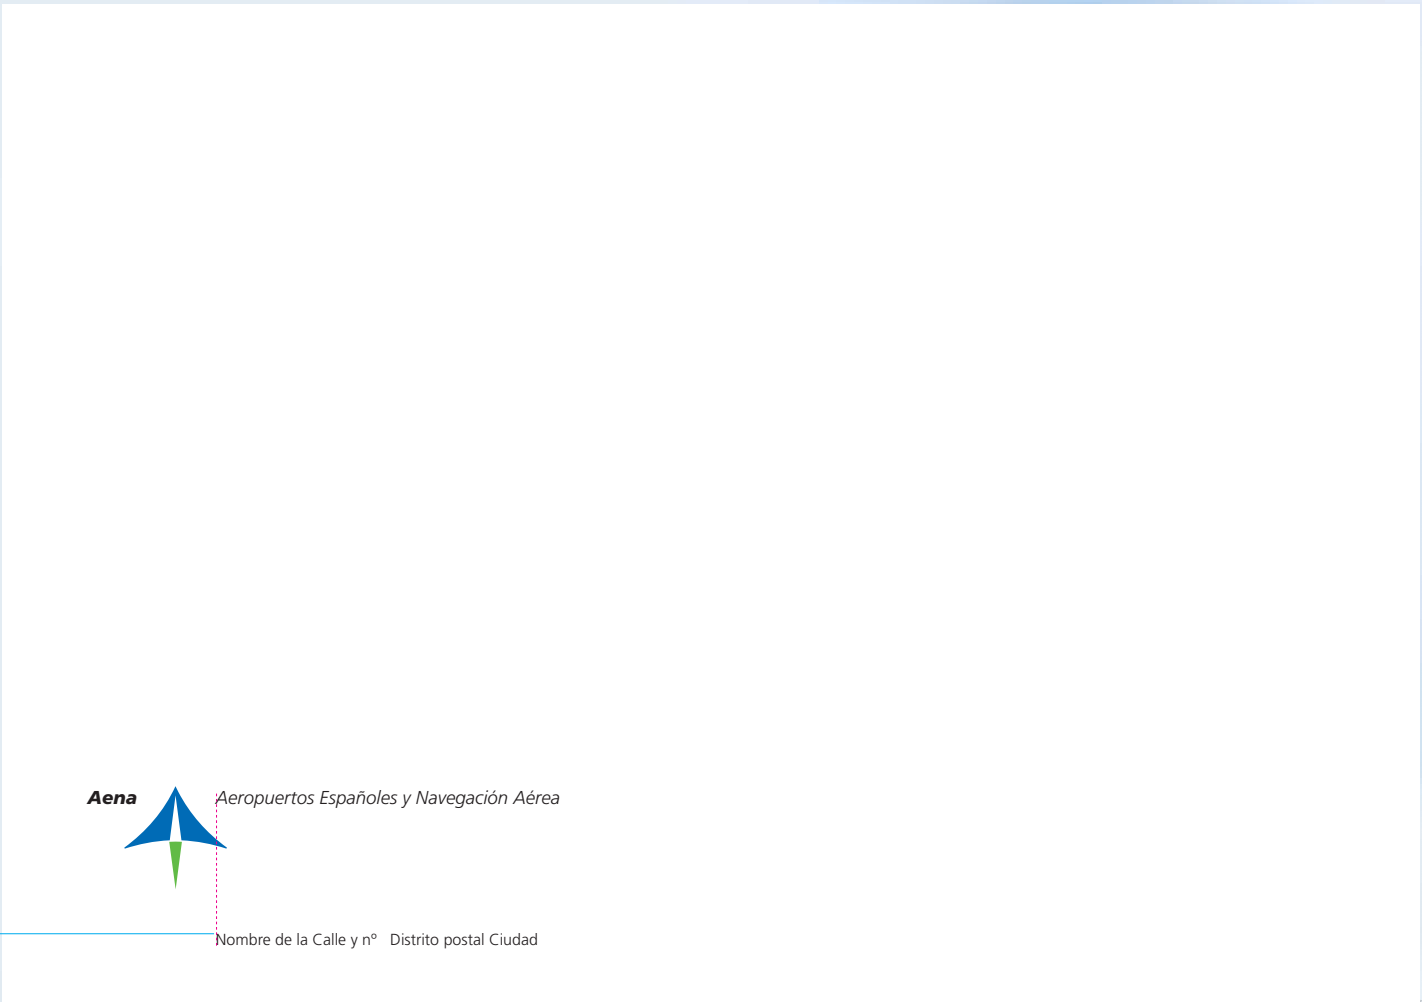 Aena Aeropuertos Españoles y Navegación Aérea
Nombre de la Calle y nº Distrito postal Ciudad